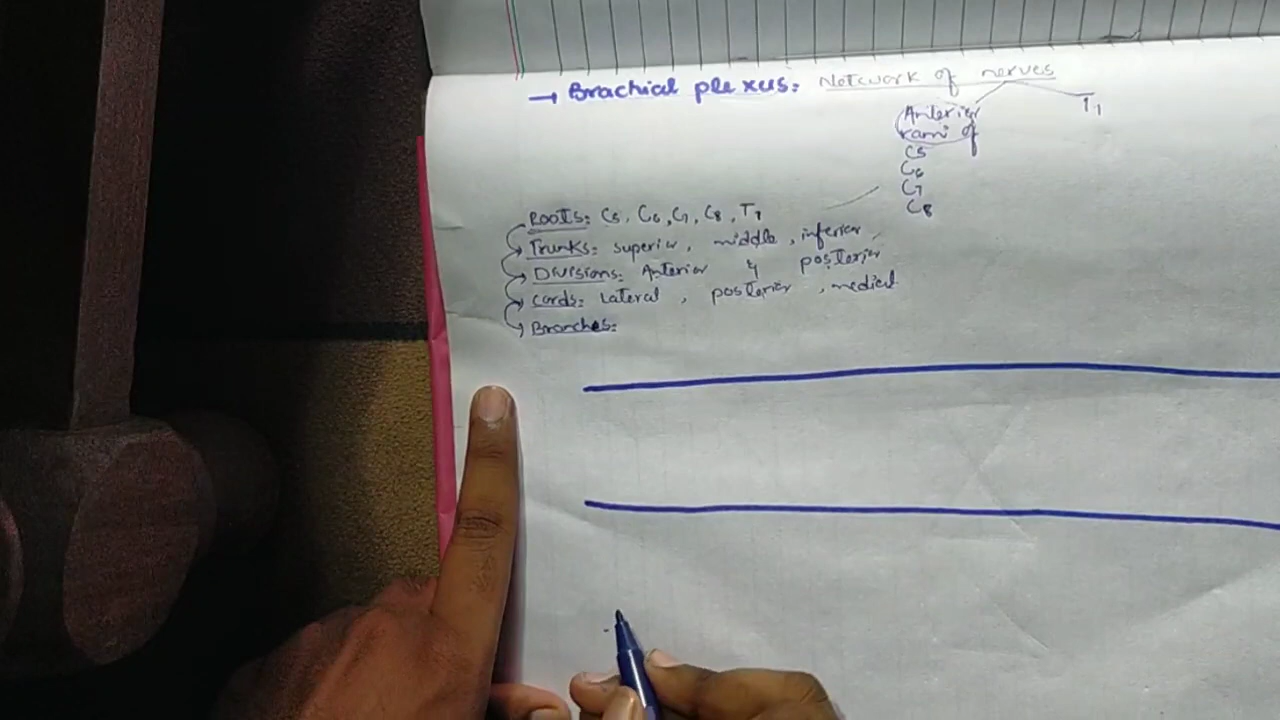 → Brachial plexus: Network of nerves
Anterior
rami of
T1
C5
C6
C7
C8
Roots: C5, C6, C7, C8, T1
Trunks: superior, middle, inferior
Divisions: Anterior & posterior
Cords: Lateral, posterior, medial
Branches: